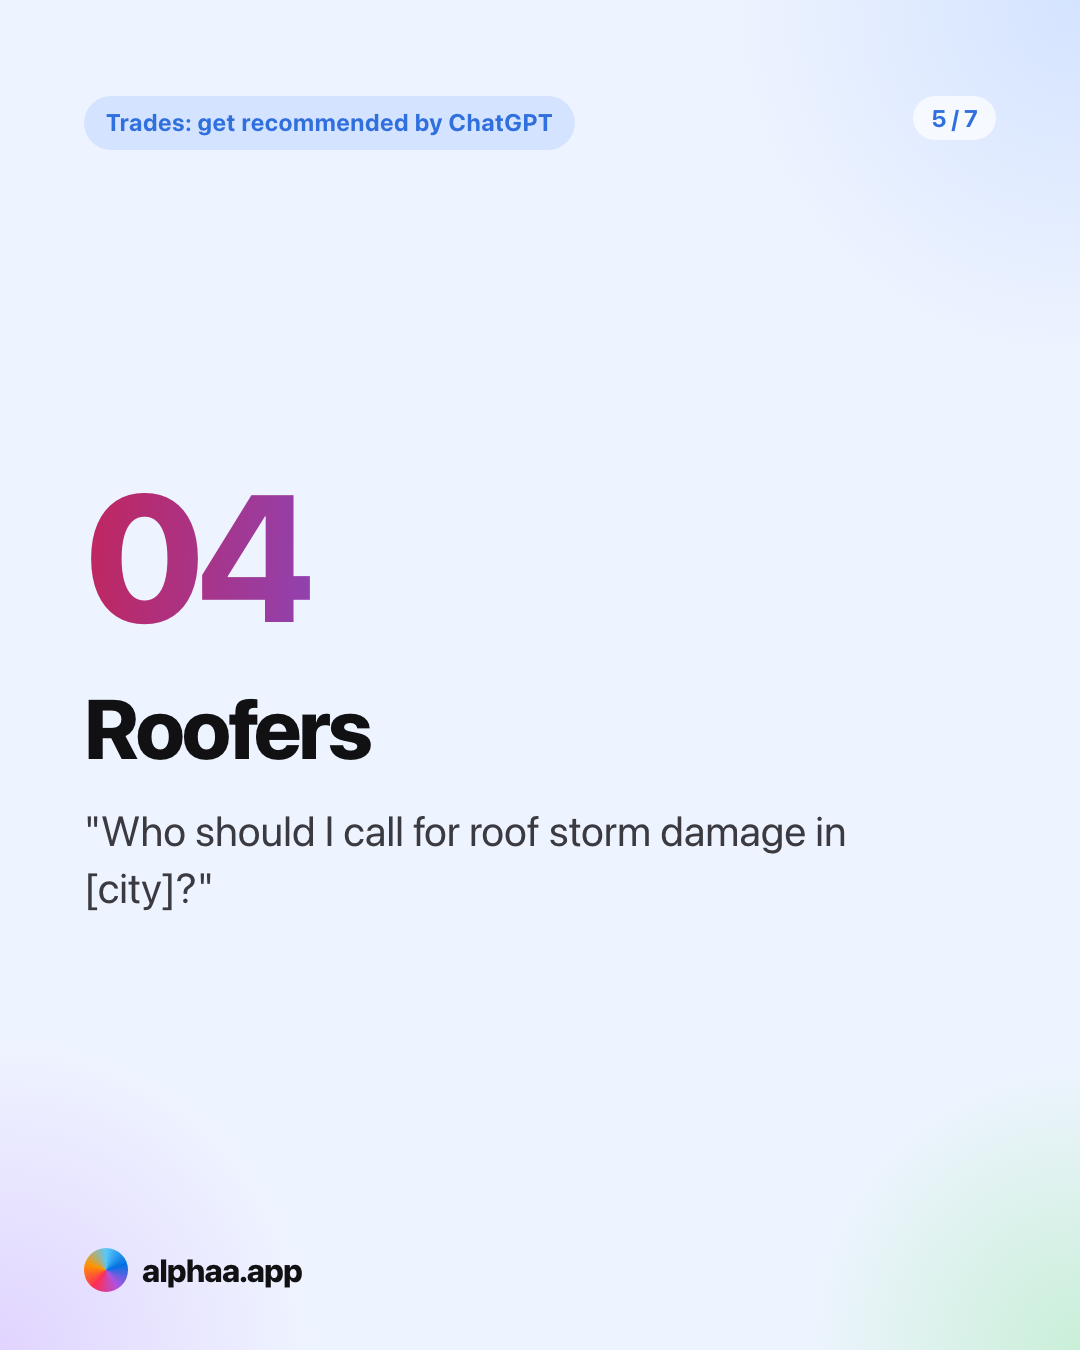 Trades: get recommended by ChatGPT
5 / 7
04
Roofers
"Who should I call for roof storm damage in
[city]?"
alphaa.app